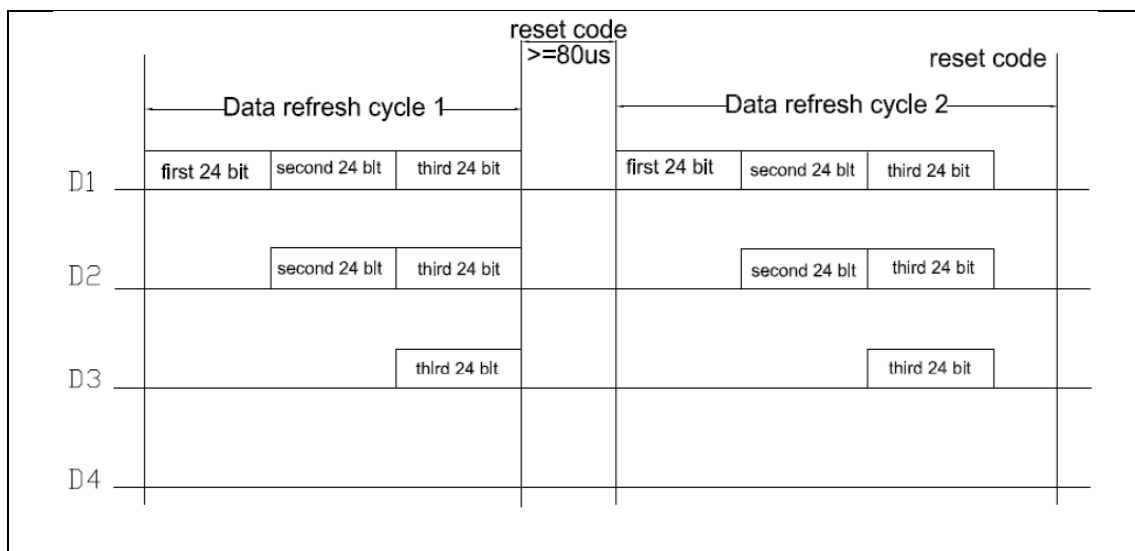 reset code
>=80us
reset code
Data refresh cycle 1
Data refresh cycle 2
D1 first 24 bit second 24 blt third 24 bit first 24 bit second 24 blt third 24 bit
D2 second 24 blt third 24 bit second 24 blt third 24 bit
D3 thlrd 24 blt third 24 bit
D4